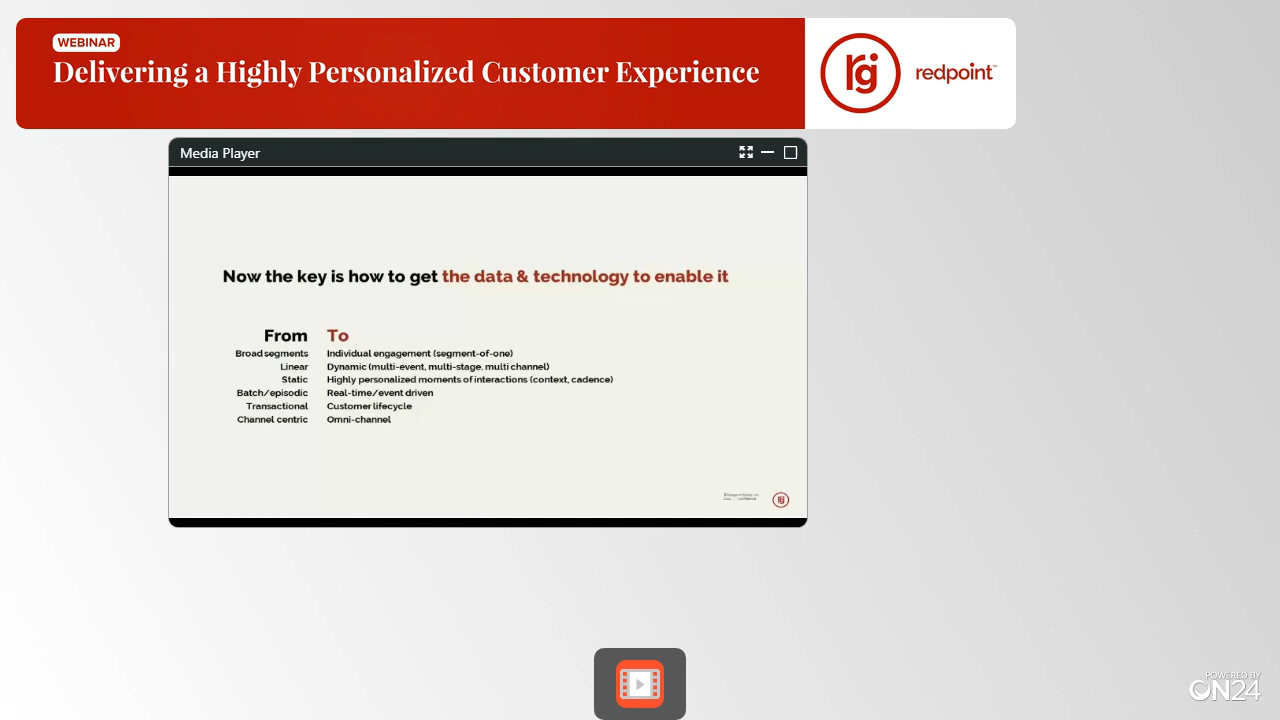 WEBINAR
Delivering a Highly Personalized Customer Experience
rg redpoint™
Media Player
Now the key is how to get the data & technology to enable it
From To
Broad segments Individual engagement (segment-of-one)
Linear Dynamic (multi-event, multi-stage, multi channel)
Static Highly personalized moments of interactions (context, cadence)
Batch/episodic Real-time/event driven
Transactional Customer lifecycle
Channel centric Omni-channel
rg
POWERED BY
ON24